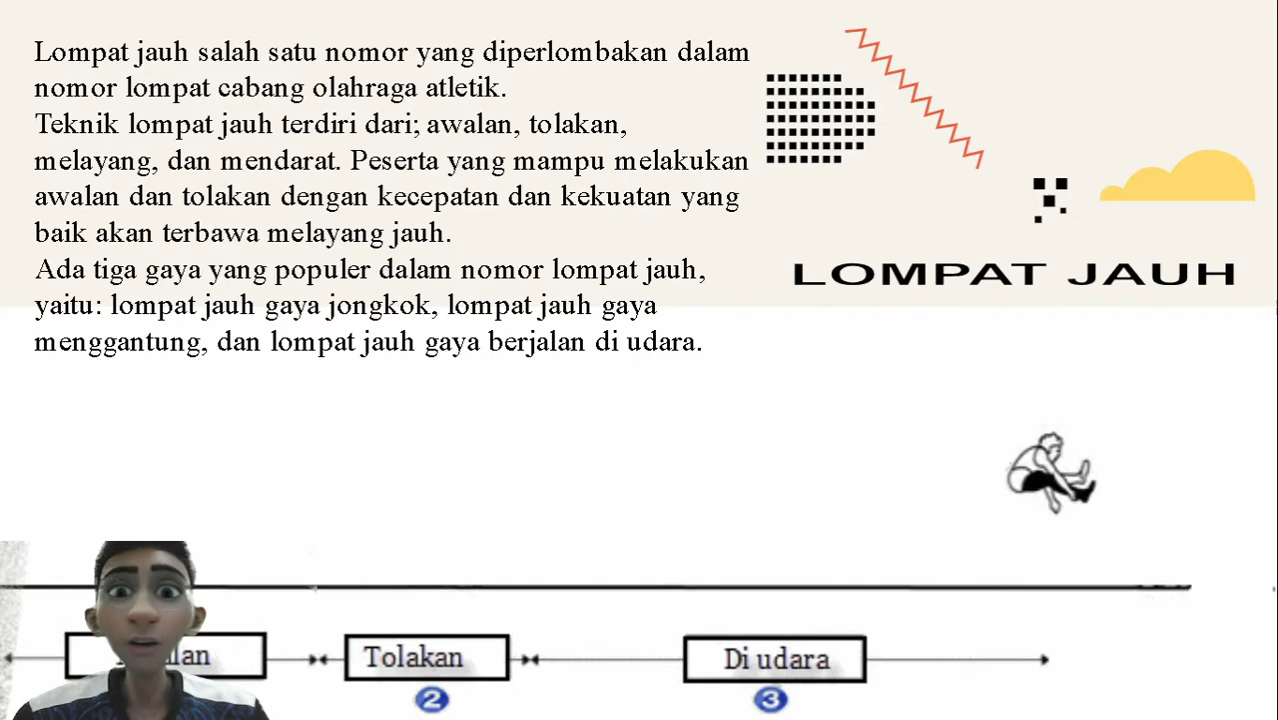 Lompat jauh salah satu nomor yang diperlombakan dalam
nomor lompat cabang olahraga atletik.
Teknik lompat jauh terdiri dari; awalan, tolakan,
melayang, dan mendarat. Peserta yang mampu melakukan
awalan dan tolakan dengan kecepatan dan kekuatan yang
baik akan terbawa melayang jauh.
Ada tiga gaya yang populer dalam nomor lompat jauh,
yaitu: lompat jauh gaya jongkok, lompat jauh gaya
menggantung, dan lompat jauh gaya berjalan di udara.
LOMPAT JAUH
Tolakan
Di udara
2
3